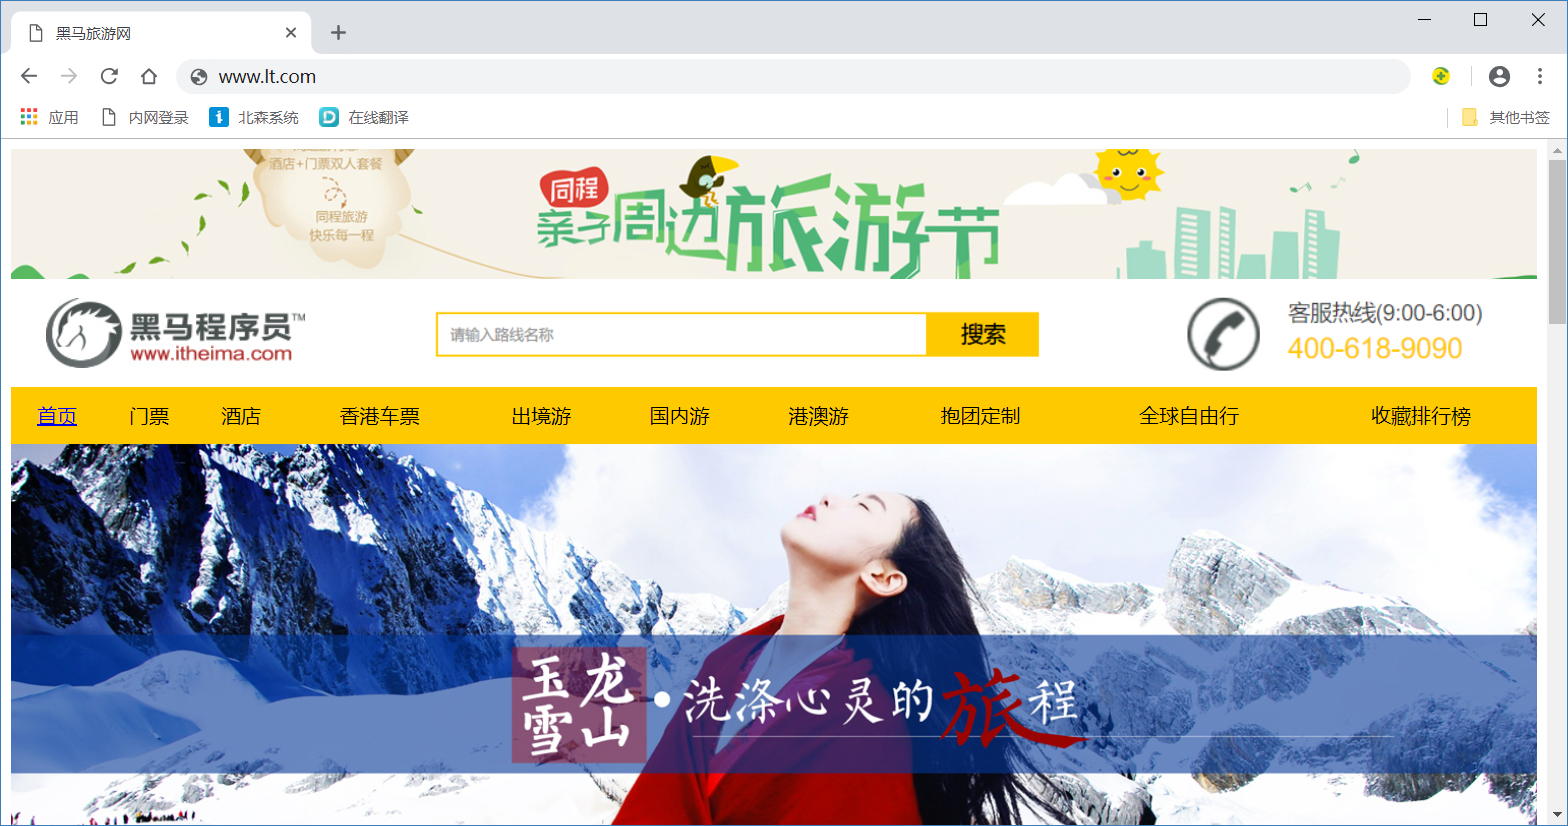 黑马旅游网
www.lt.com
应用
内网登录
北森系统
在线翻译
其他书签
酒店+门票双人套餐
同程旅游
快乐每一程
同程
亲子周边旅游节
黑马程序员™
www.itheima.com
请输入路线名称
搜索
客服热线(9:00-6:00)
400-618-9090
首页 门票 酒店 香港车票 出境游 国内游 港澳游 抱团定制 全球自由行 收藏排行榜
玉龙雪山·洗涤心灵的旅程